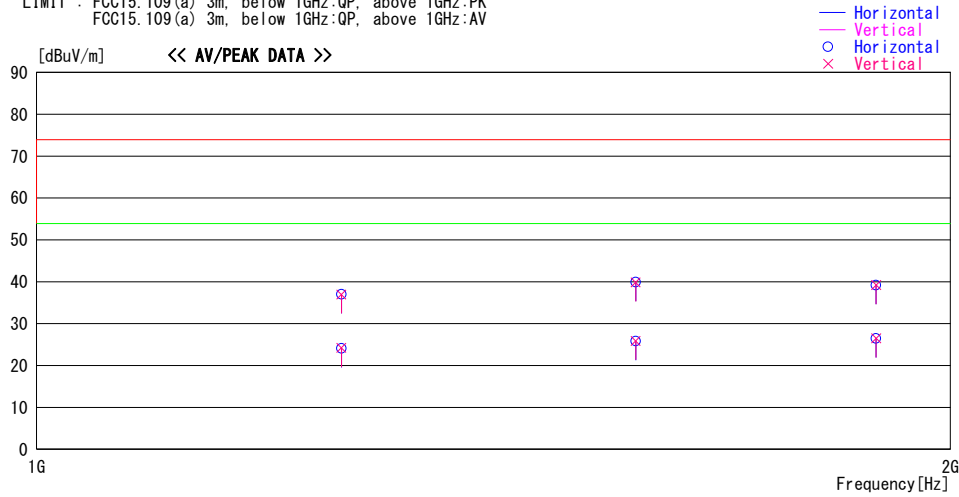 LIMIT : FCC15.109(a) 3m, below 1GHz:QP, above 1GHz:PK
FCC15.109(a) 3m, below 1GHz:QP, above 1GHz:AV
Horizontal
Vertical
Horizontal
Vertical
[dBuV/m]
<< AV/PEAK DATA >>
90
80
70
60
50
40
30
20
10
0
1G
2G
Frequency[Hz]